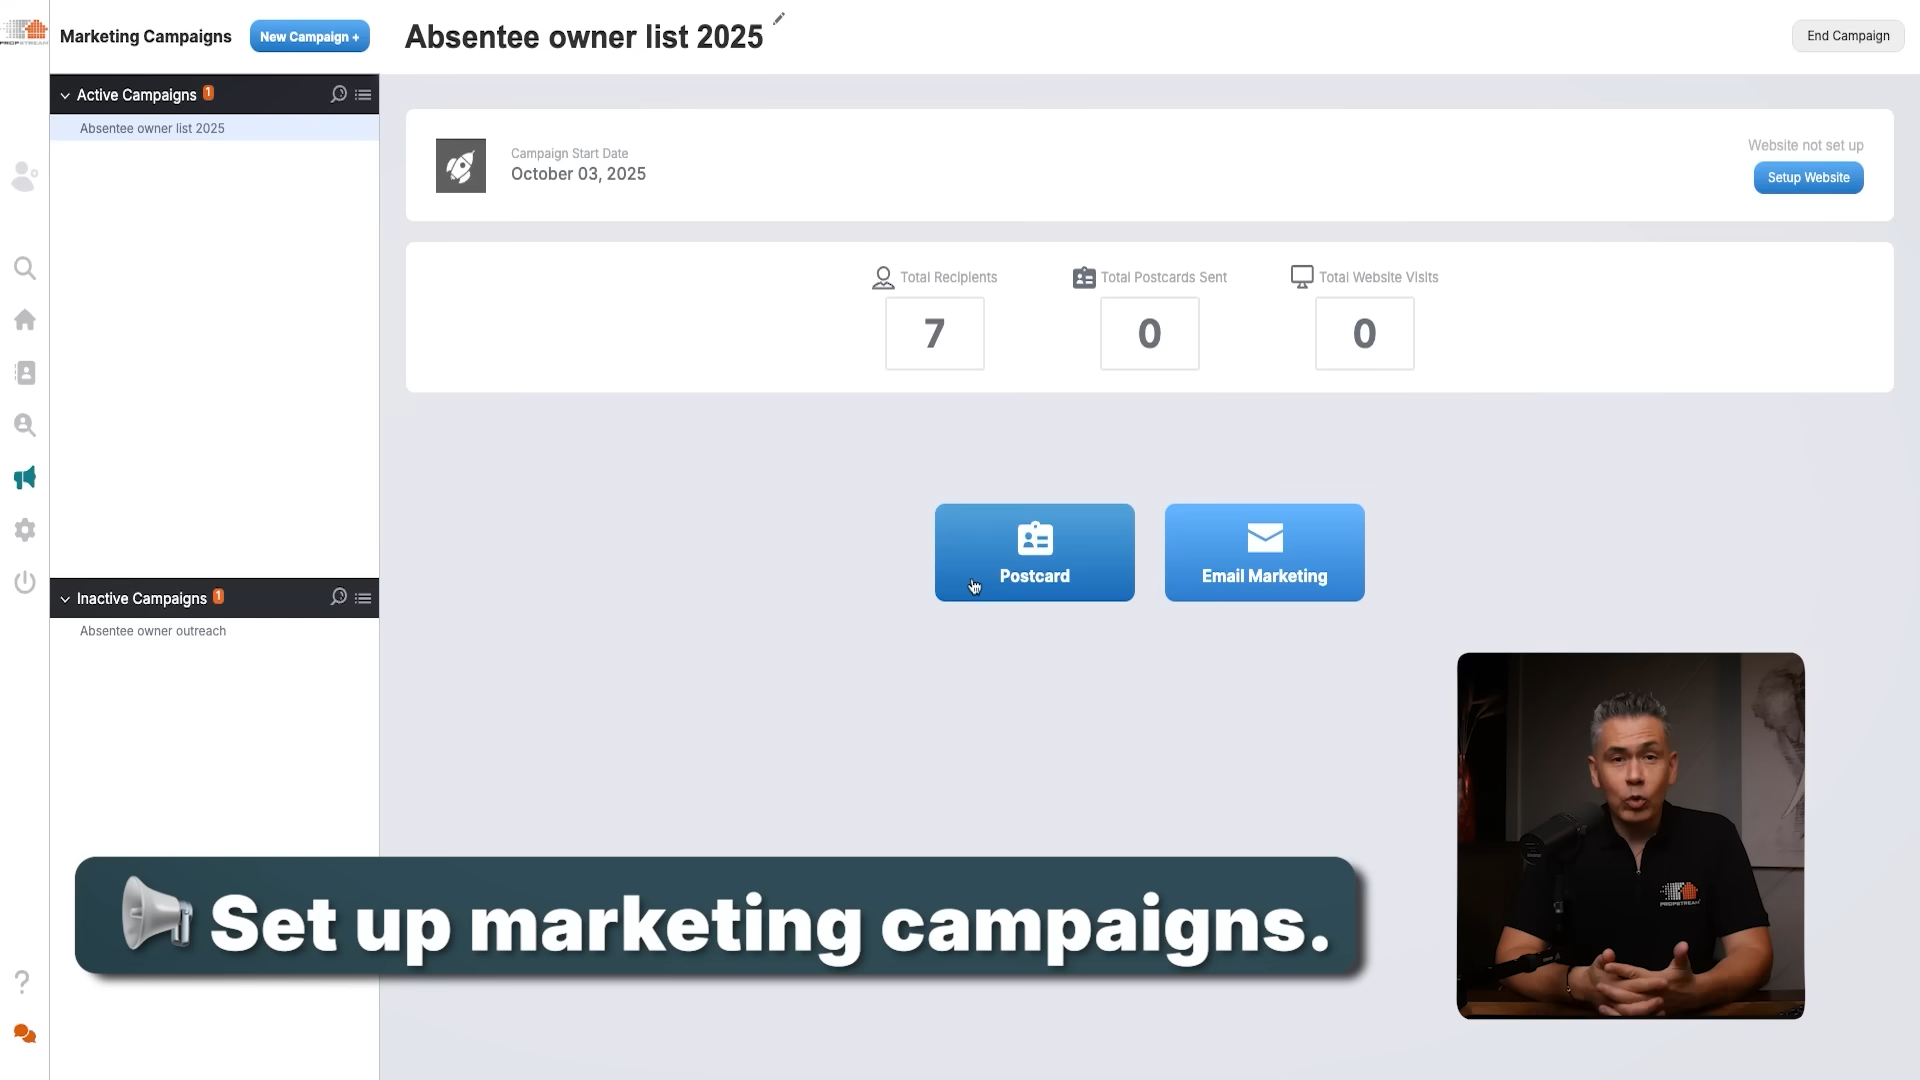 PROPSTREAM
Marketing Campaigns
New Campaign +
Absentee owner list 2025
End Campaign
Active Campaigns 1
Absentee owner list 2025
Campaign Start Date
October 03, 2025
Website not set up
Setup Website
Total Recipients
7
Total Postcards Sent
0
Total Website Visits
0
Postcard
Email Marketing
Inactive Campaigns 1
Absentee owner outreach
Set up marketing campaigns.
PROPSTREAM